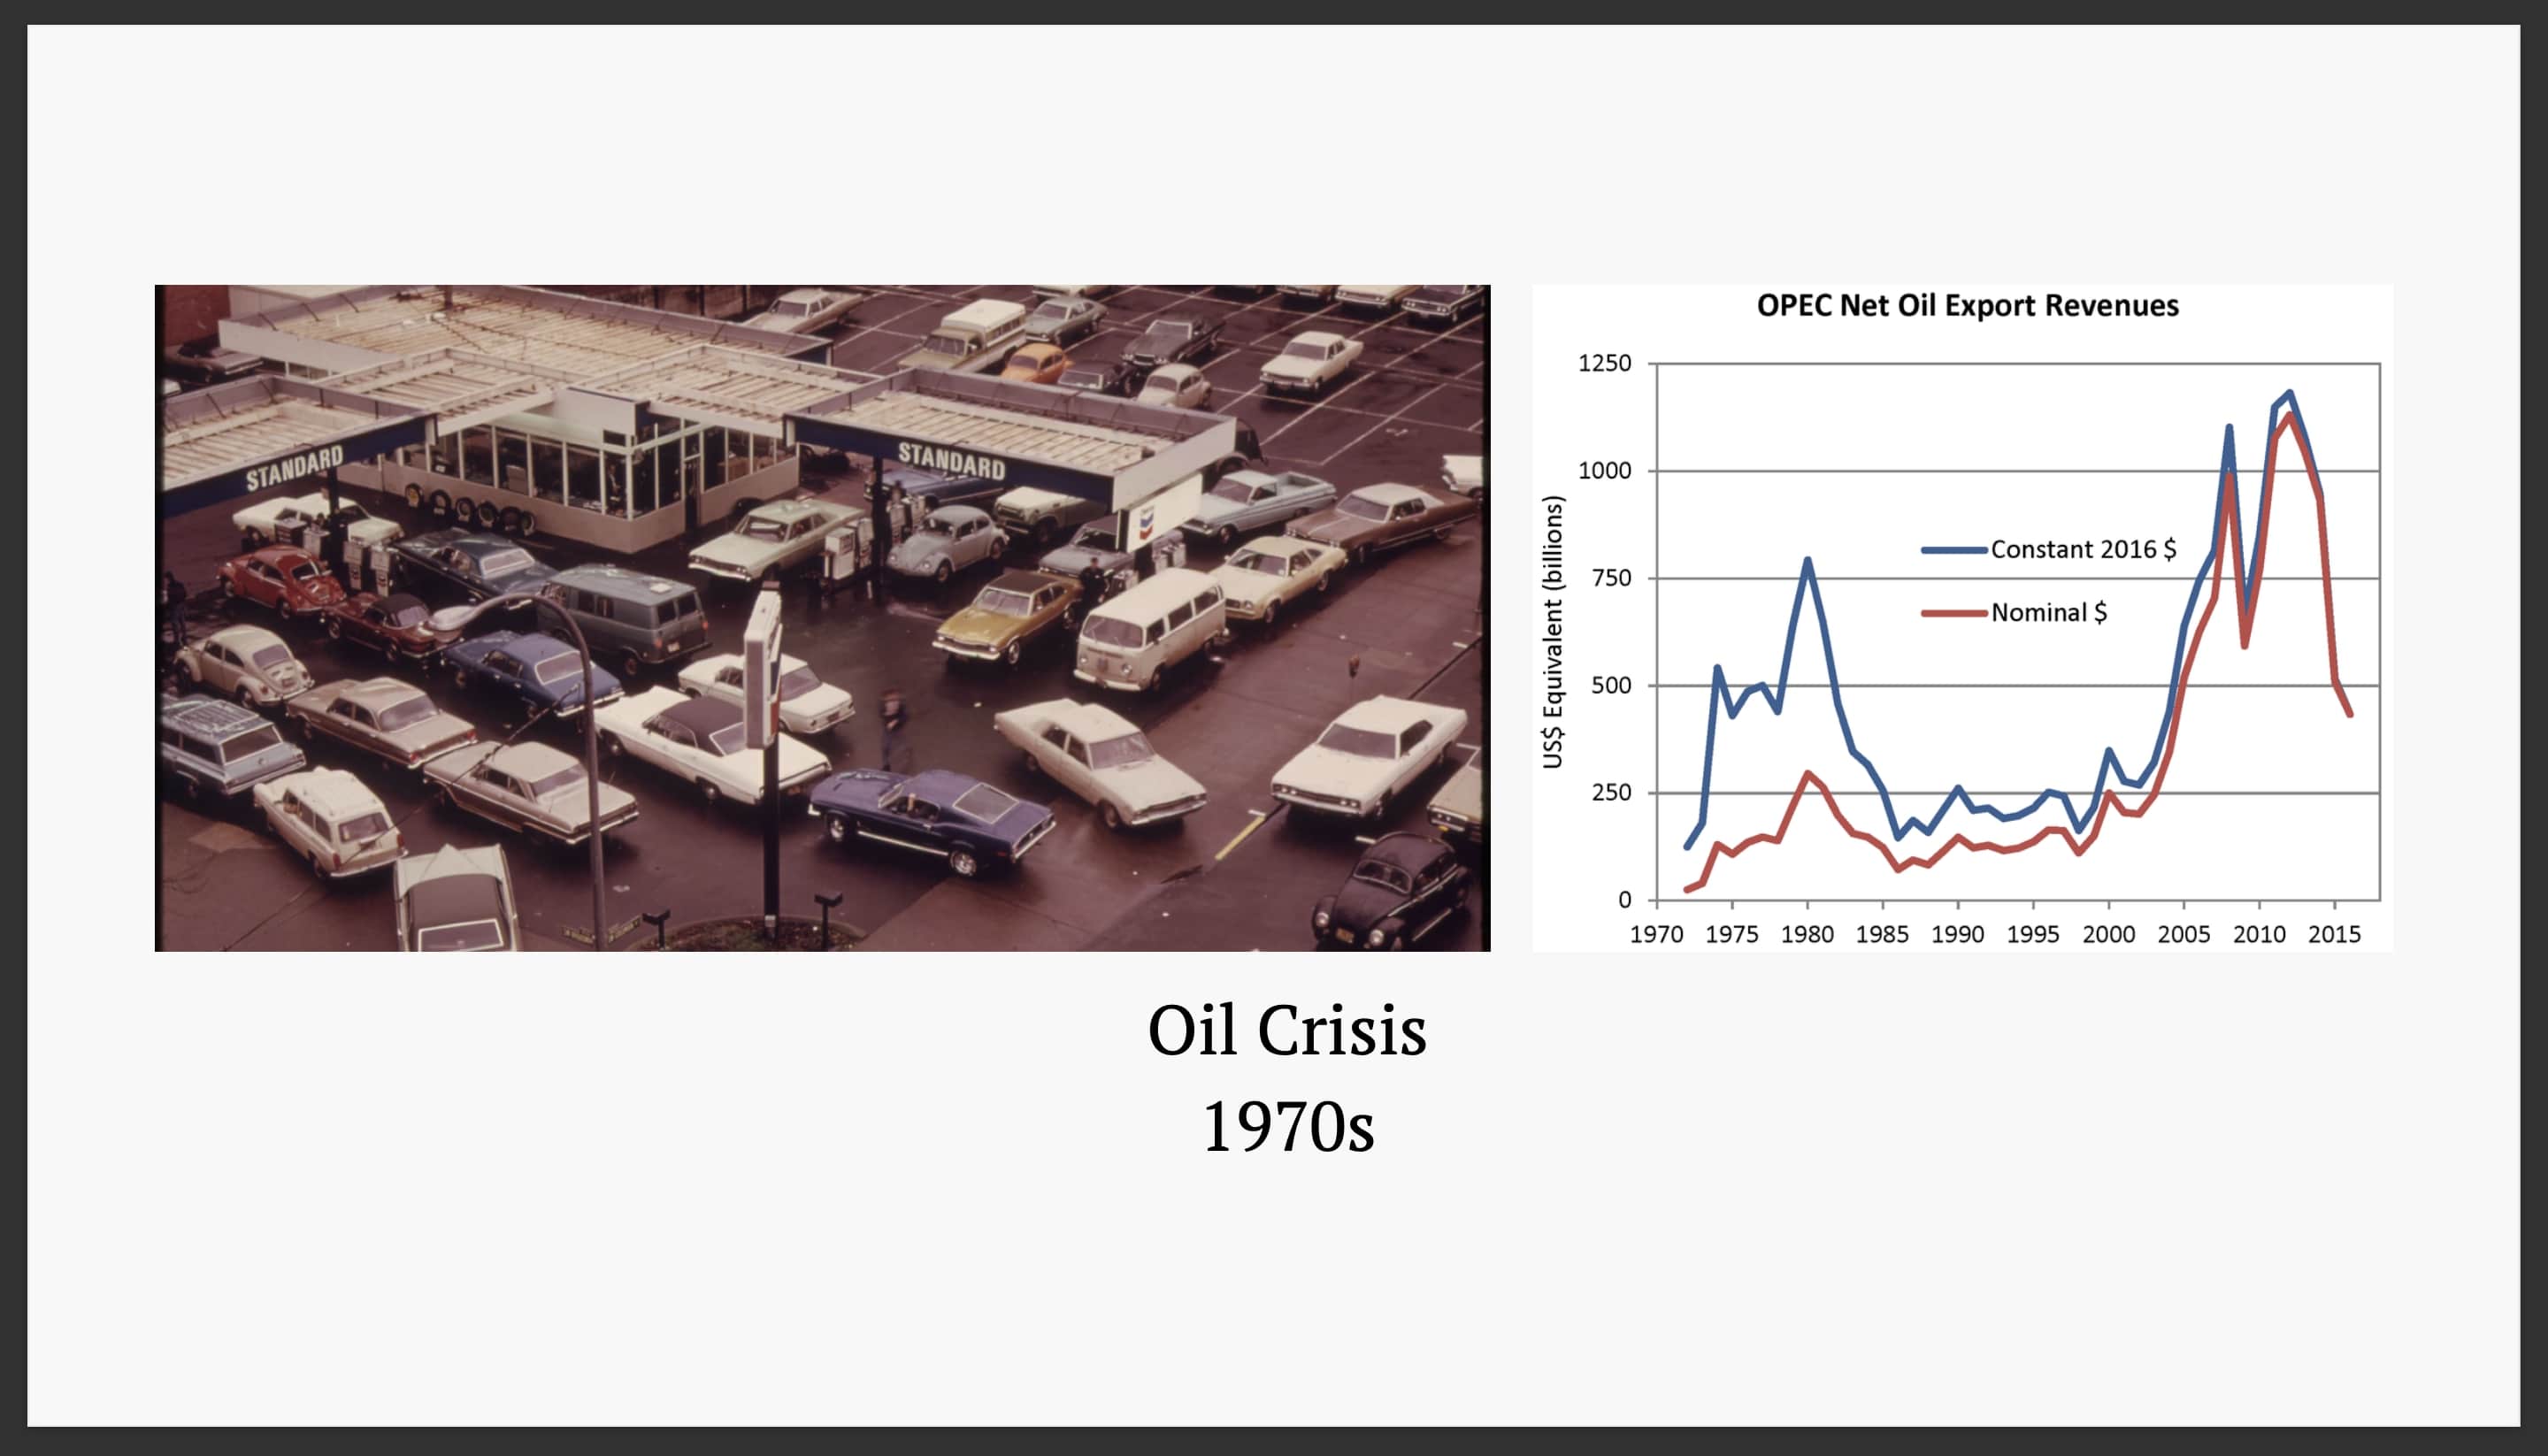 STANDARD
STANDARD
OPEC Net Oil Export Revenues
US$ Equivalent (billions)
1250
1000
750
500
250
0
Constant 2016 $
Nominal $
1970 1975 1980 1985 1990 1995 2000 2005 2010 2015
Oil Crisis
1970s